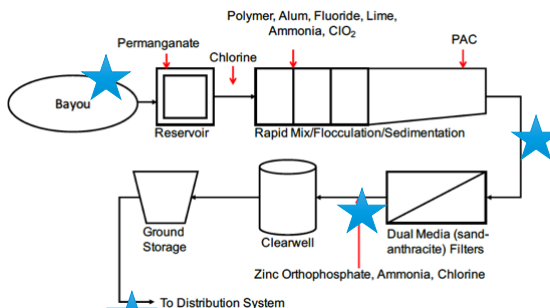 Polymer, Alum, Fluoride, Lime,
Ammonia, ClO2
Permanganate
Chlorine
PAC
Bayou
Reservoir
Rapid Mix/Flocculation/Sedimentation
Ground
Storage
Clearwell
Dual Media (sand-
anthracite) Filters
Zinc Orthophosphate, Ammonia, Chlorine
To Distribution System